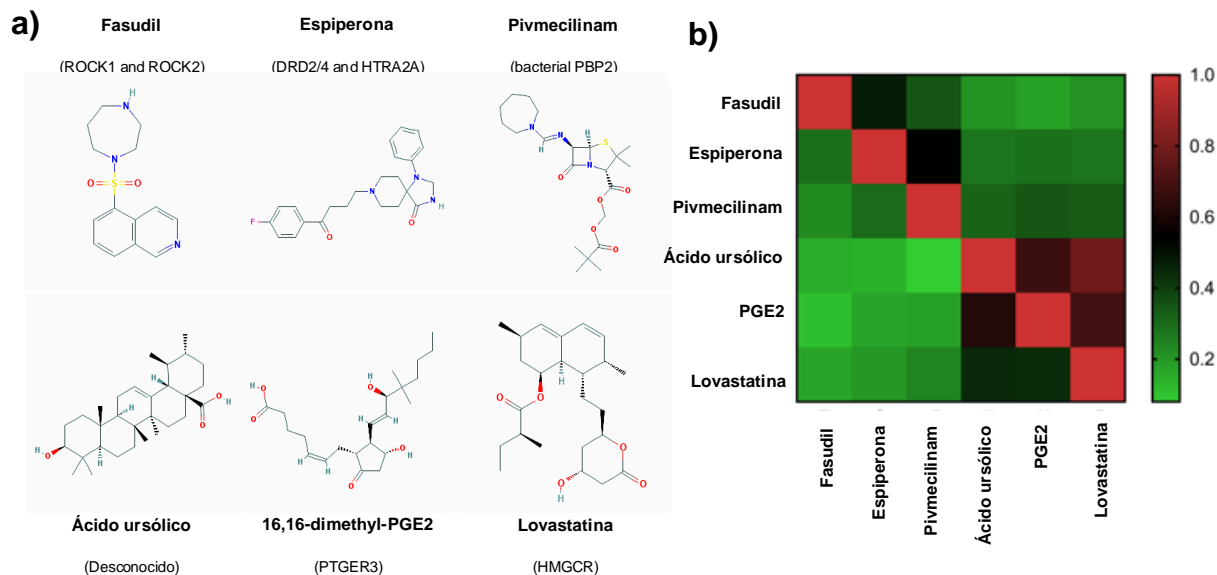 a)
Fasudil
(ROCK1 and ROCK2)
Espiperona
(DRD2/4 and HTRA2A)
Pivmecilinam
(bacterial PBP2)
H
N
N
O S O
N
F
O
N
N
N
H
O
N
N
H
H
S
N
O
O
O
O
O
H
O
O
H
H
H
O
H
O
O
H
O
H
O
H
O
O
H
O
O
O
H
Ácido ursólico
(Desconocido)
16,16-dimethyl-PGE2
(PTGER3)
Lovastatina
(HMGCR)
b)
Fasudil
Espiperona
Pivmecilinam
Ácido ursólico
PGE2
Lovastatina
Fasudil
Espiperona
Pivmecilinam
Ácido ursólico
PGE2
Lovastatina
1.0
0.8
0.6
0.4
0.2